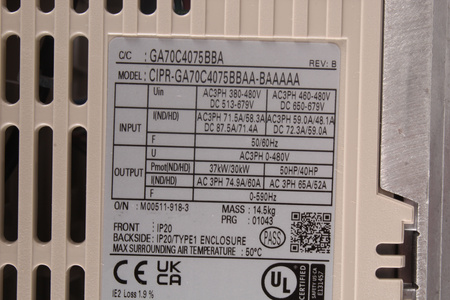 C/C : GA70C4075BBA
REV: B
MODEL: CIPR-GA70C4075BBAA-BAAAAA
INPUT
Uin AC3PH 380-480V AC3PH 460-480V
DC 513-679V DC 650-679V
I(ND/HD) AC3PH 71.5A/58.3A AC3PH 59.0A/48.1A
DC 87.5A/71.4A DC 72.3A/59.0A
F 50/60Hz
OUTPUT
U AC3PH 0-480V
Pmot(ND/HD) 37kW/30kW 50HP/40HP
I(ND/HD) AC 3PH 74.9A/60A AC 3PH 65A/52A
F 0-590Hz
O/N : M00511-918-3 MASS : 14.5kg
PRG : 01043
FRONT : IP20
BACKSIDE : IP20/TYPE1 ENCLOSURE
MAX SURROUNDING AIR TEMPERATURE : 50°C
PASS
CE UK CA
UL
SAFETY US CA
E131457
IE2 Loss 1.9 %